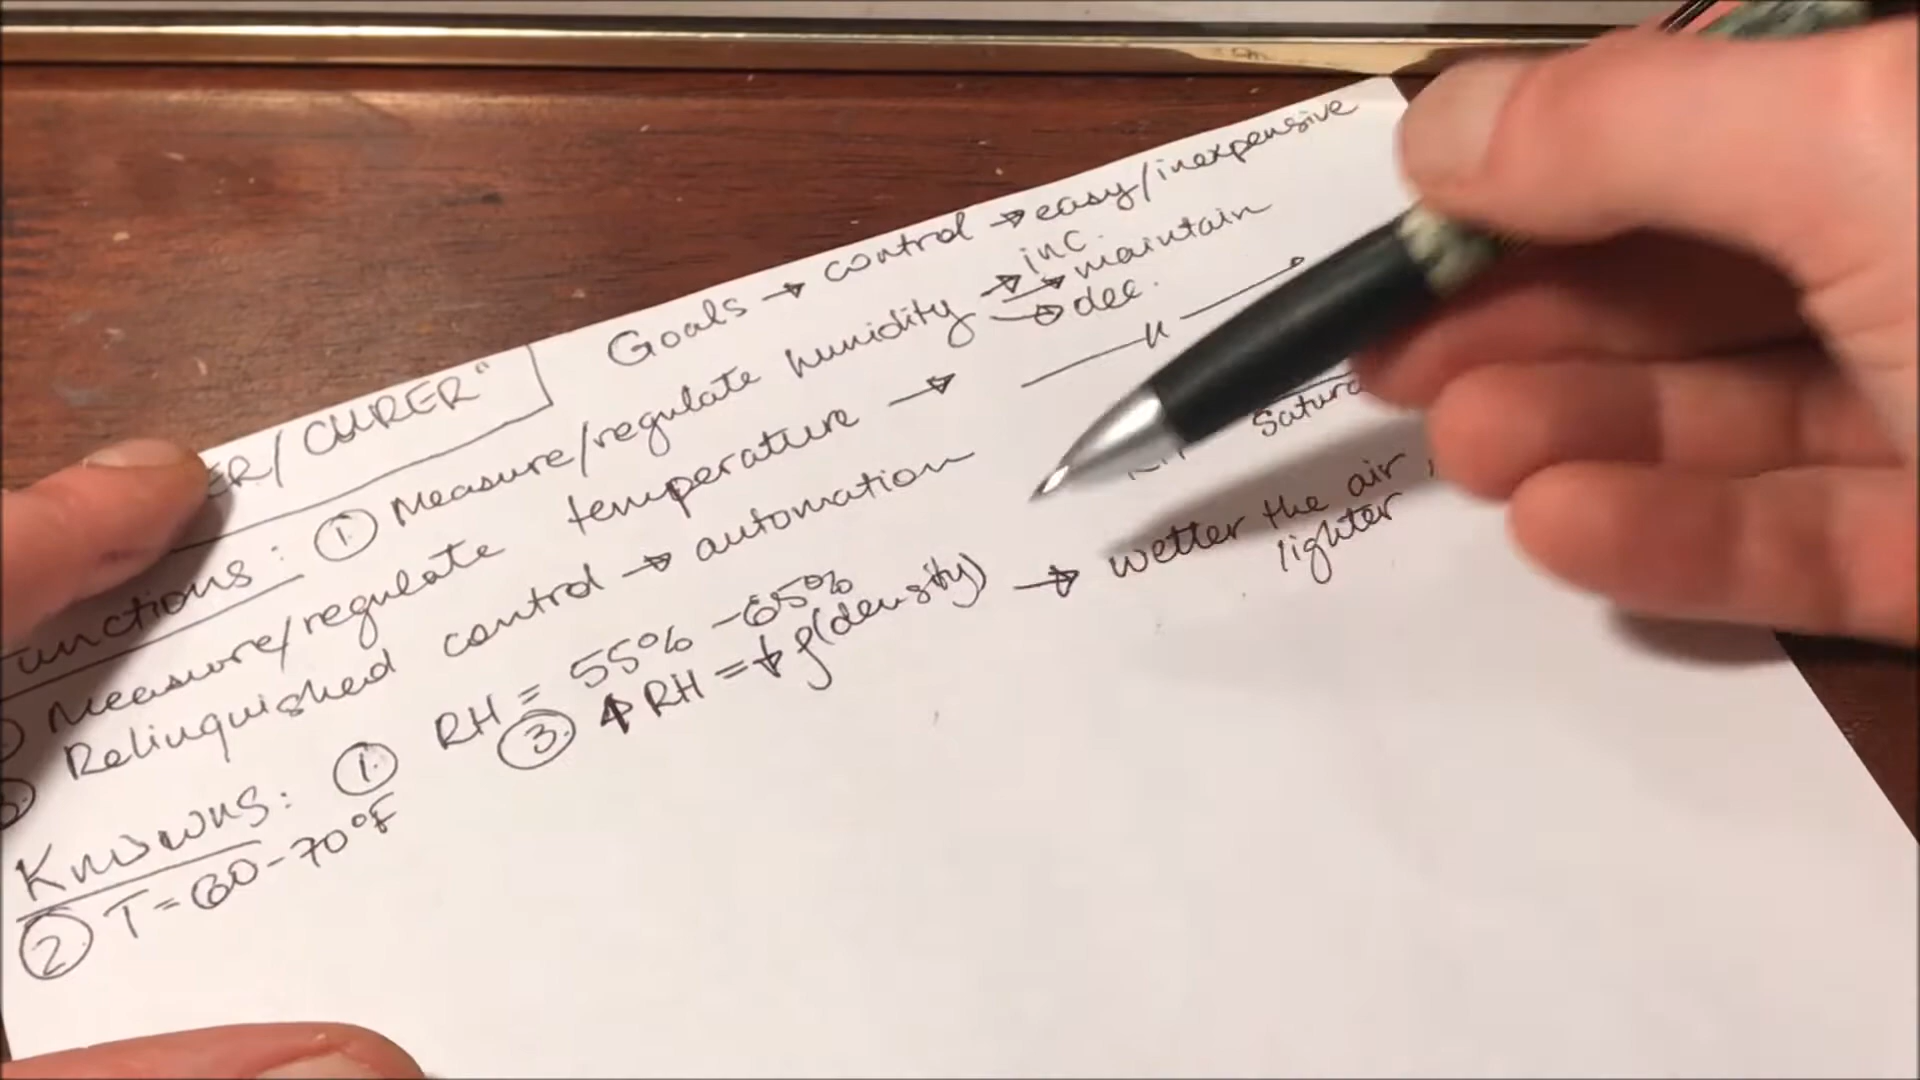 ER/CURER"
Goals → control → easy/inexpensive
unctions: ① Measure/regulate humidity → inc.
→ maintain
→ dec.
Measure/regulate temperature → —〃—
Relinquished control → automation
Knowns: ① RH = 55% - 65%
② T = 60-70°F
③ ↑ RH = ↓ ρ(density) → wetter the air,
lighter